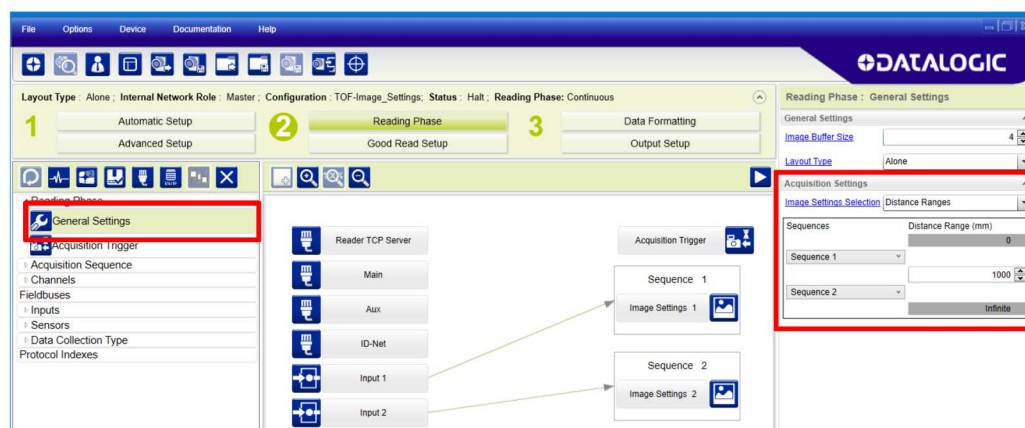 File Options Device Documentation Help
DATALOGIC
Layout Type : Alone ; Internal Network Role : Master ; Configuration : TOF-Image_Settings; Status : Halt ; Reading Phase: Continuous
1 Automatic Setup
Advanced Setup
2 Reading Phase
Good Read Setup
3 Data Formatting
Output Setup
Reading Phase
General Settings
Acquisition Trigger
Acquisition Sequence
Channels
Fieldbuses
Inputs
Sensors
Data Collection Type
Protocol Indexes
Reader TCP Server
Main
Aux
ID-Net
Input 1
Input 2
Acquisition Trigger
Sequence 1
Image Settings 1
Sequence 2
Image Settings 2
Reading Phase : General Settings
General Settings
Image Buffer Size 4
Layout Type Alone
Acquisition Settings
Image Settings Selection Distance Ranges
Sequences Distance Range (mm)
0
Sequence 1
1000
Sequence 2
Infinite